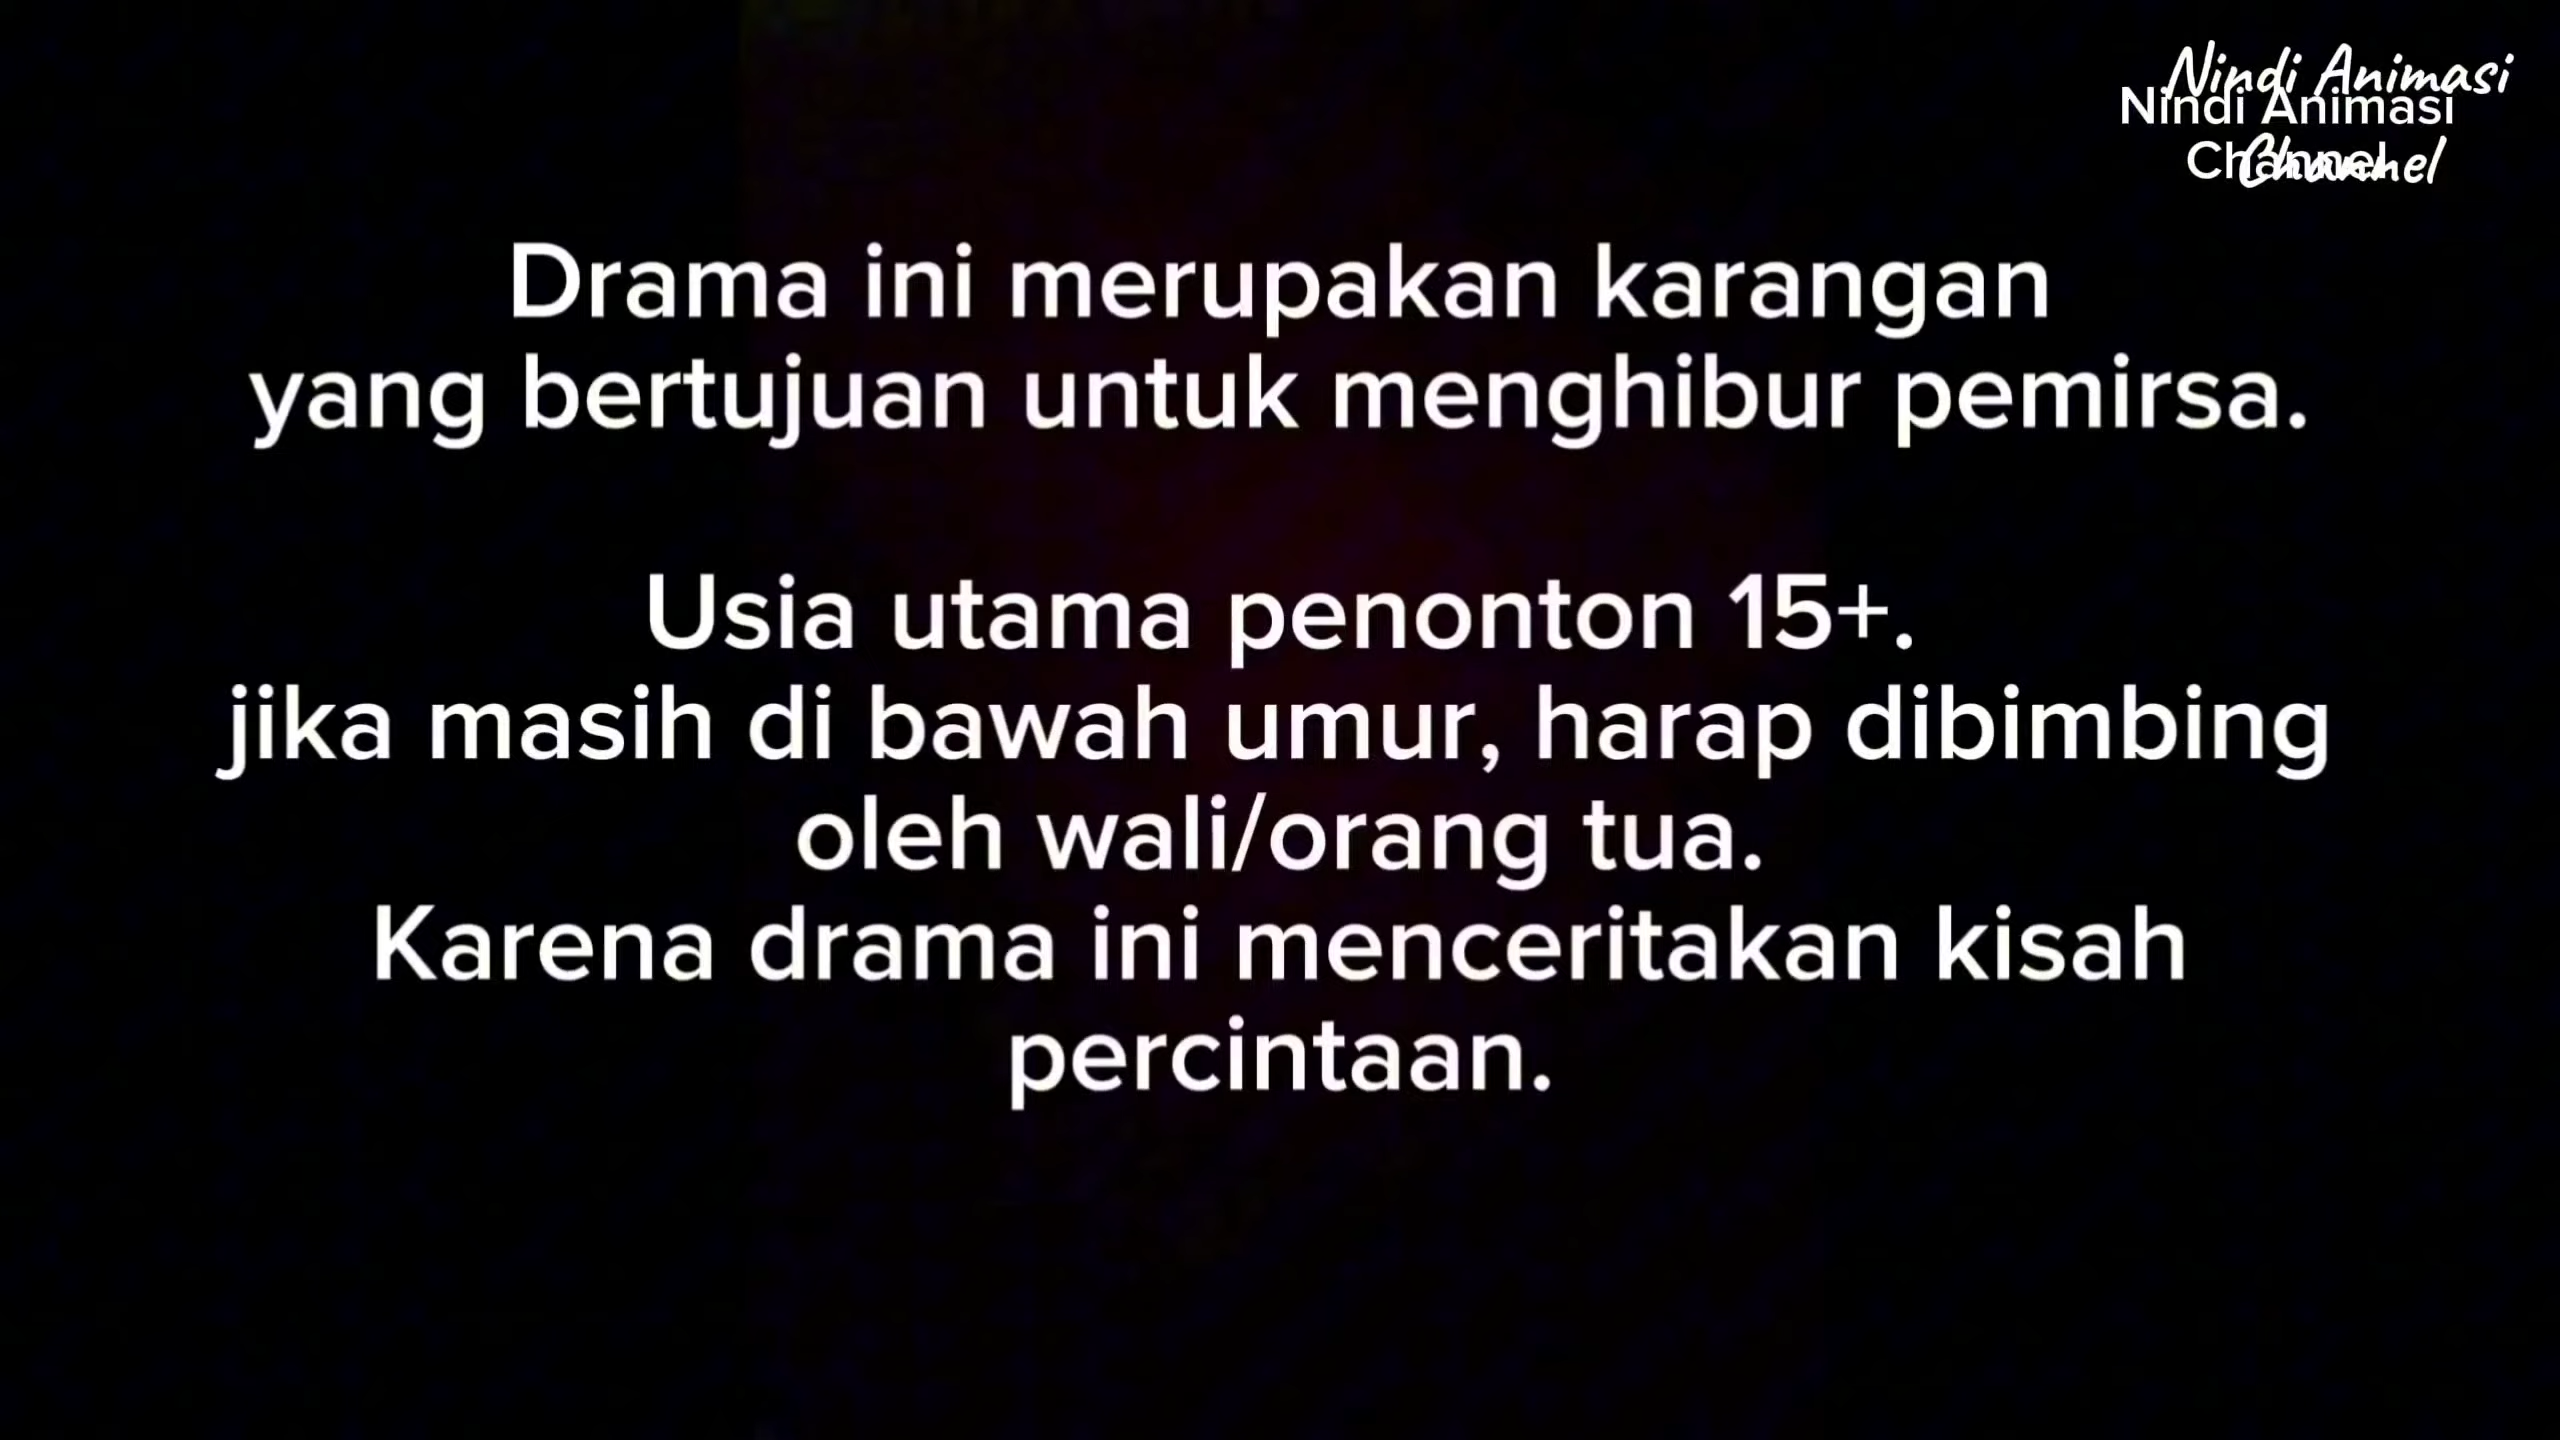 Nindi Animasi
Nindi Animasi
Channel
Channel
Drama ini merupakan karangan
yang bertujuan untuk menghibur pemirsa.
Usia utama penonton 15+.
jika masih di bawah umur, harap dibimbing
oleh wali/orang tua.
Karena drama ini menceritakan kisah
percintaan.